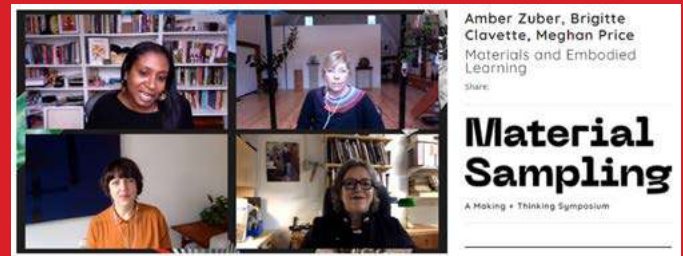 Amber Zuber, Brigitte
Clavette, Meghan Price
Materials and Embodied
Learning
Share:
Material
Sampling
A Making + Thinking Symposium